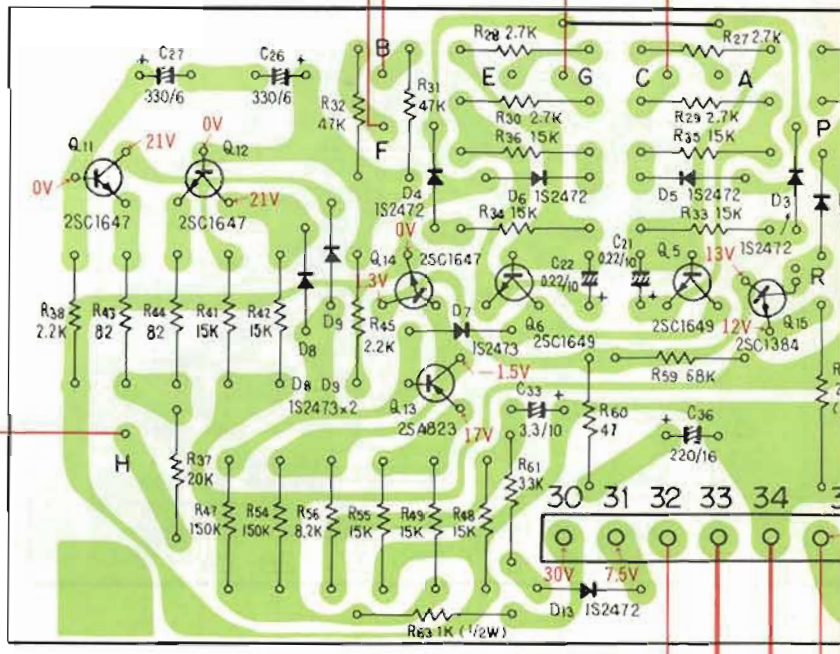 C27
330/6
C26
330/6
B
R32
47K
R31
47K
F
R28 2.7K
E
G
R30 2.7K
R36 15K
D6 1S2472
R34 15K
R27 2.7K
C
A
R29 2.7K
R35 15K
D5 1S2472
R33 15K
P
D3
1S2472
Q11
21V
0V
2SC1647
0V
Q12
21V
2SC1647
D4
1S2472
0V
Q14
2SC1647
1.3V
C22
0.22/10
C21
0.22/10
Q5
2SC1649
13V
12V
Q15
2SC1384
R
R38
2.2K
R43
82
R44
82
R41
15K
R42
15K
D8
D9
R45
2.2K
D7
1S2473
Q6
2SC1649
D8 D9
1S2473×2
Q13
2SA823
-1.5V
17V
C33
3.3/10
R59 68K
R60
47
C36
220/16
H
R37
20K
R61
33K
R47
150K
R54
150K
R56
8.2K
R55
15K
R49
15K
R48
15K
30 31 32 33 34
30V
7.5V
D13 1S2472
R63 1K (1/2W)